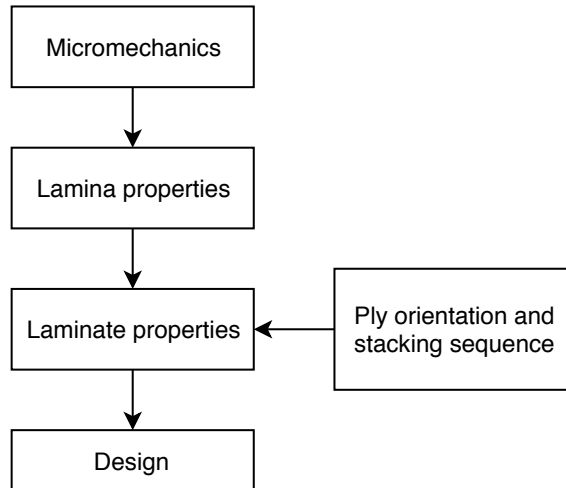 Micromechanics
Lamina properties
Laminate properties
Ply orientation and
stacking sequence
Design